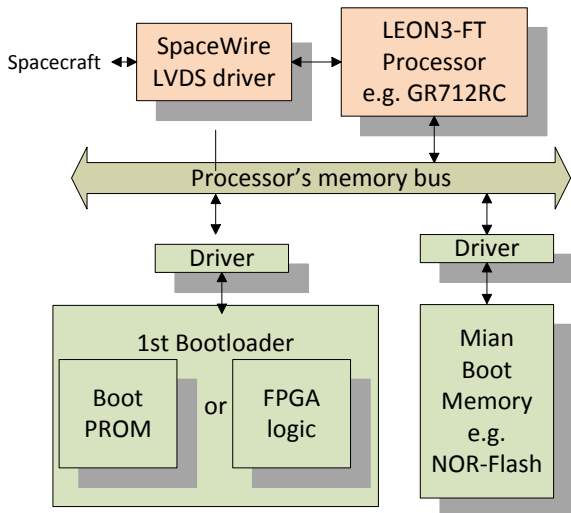 Spacecraft
SpaceWire
LVDS driver
LEON3-FT
Processor
e.g. GR712RC
Processor's memory bus
Driver
Driver
1st Bootloader
Boot
PROM
or
FPGA
logic
Mian
Boot
Memory
e.g.
NOR-Flash